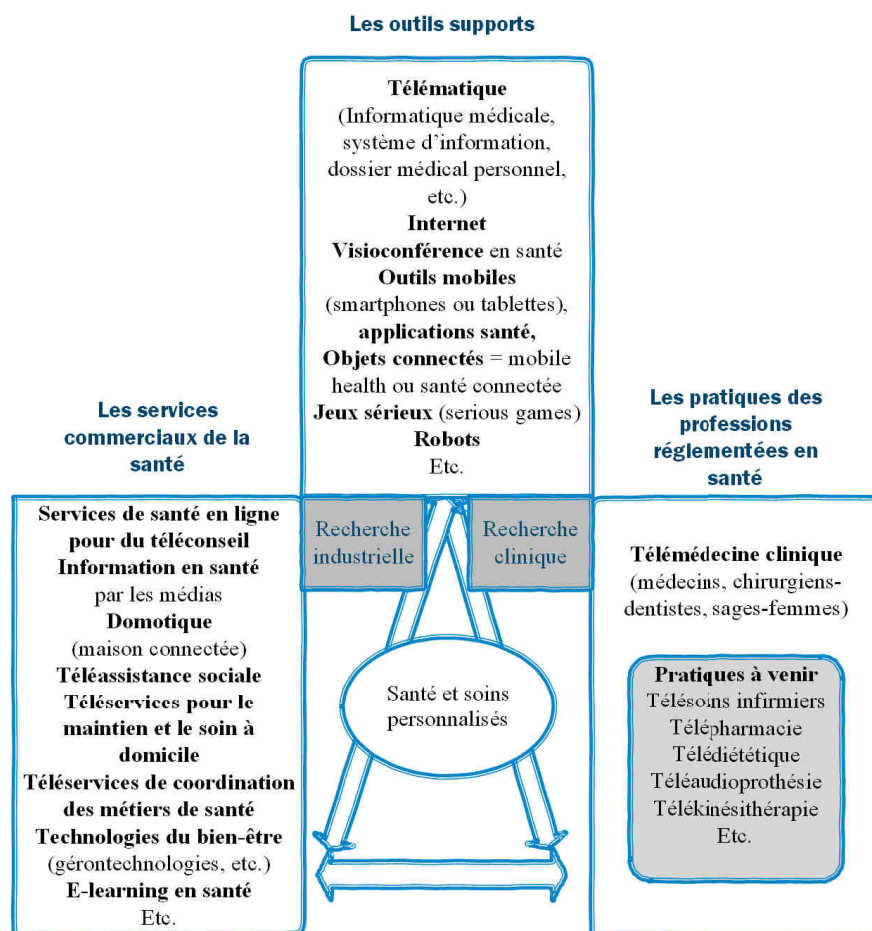 Les outils supports
Télématique
(Informatique médicale,
système d'information,
dossier médical personnel,
etc.)
Internet
Visioconférence en santé
Outils mobiles
(smartphones ou tablettes),
applications santé,
Objets connectés = mobile
health ou santé connectée
Jeux sérieux (serious games)
Robots
Etc.
Les services
commerciaux de la
santé
Services de santé en ligne
pour du téléconseil
Information en santé
par les médias
Domotique
(maison connectée)
Téléassistance sociale
Téléservices pour le
maintien et le soin à
domicile
Téléservices de coordination
des métiers de santé
Technologies du bien-être
(gérontechnologies, etc.)
E-learning en santé
Etc.
Recherche
industrielle
Recherche
clinique
Santé et soins
personnalisés
Les pratiques des
professions
réglementées en
santé
Télémédecine clinique
(médecins, chirurgiens-
dentistes, sages-femmes)
Pratiques à venir
Télésoins infirmiers
Télépharmacie
Télédiététique
Téléaudioprothésie
Télékinésithérapie
Etc.